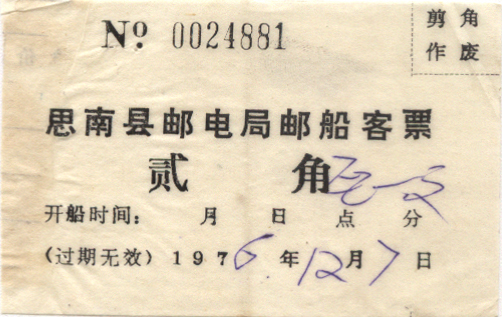 № 0024881
剪角
作废
思南县邮电局邮船客票
贰 角
开船时间: 月 日 点 分
(过期无效) 1976年12月7日